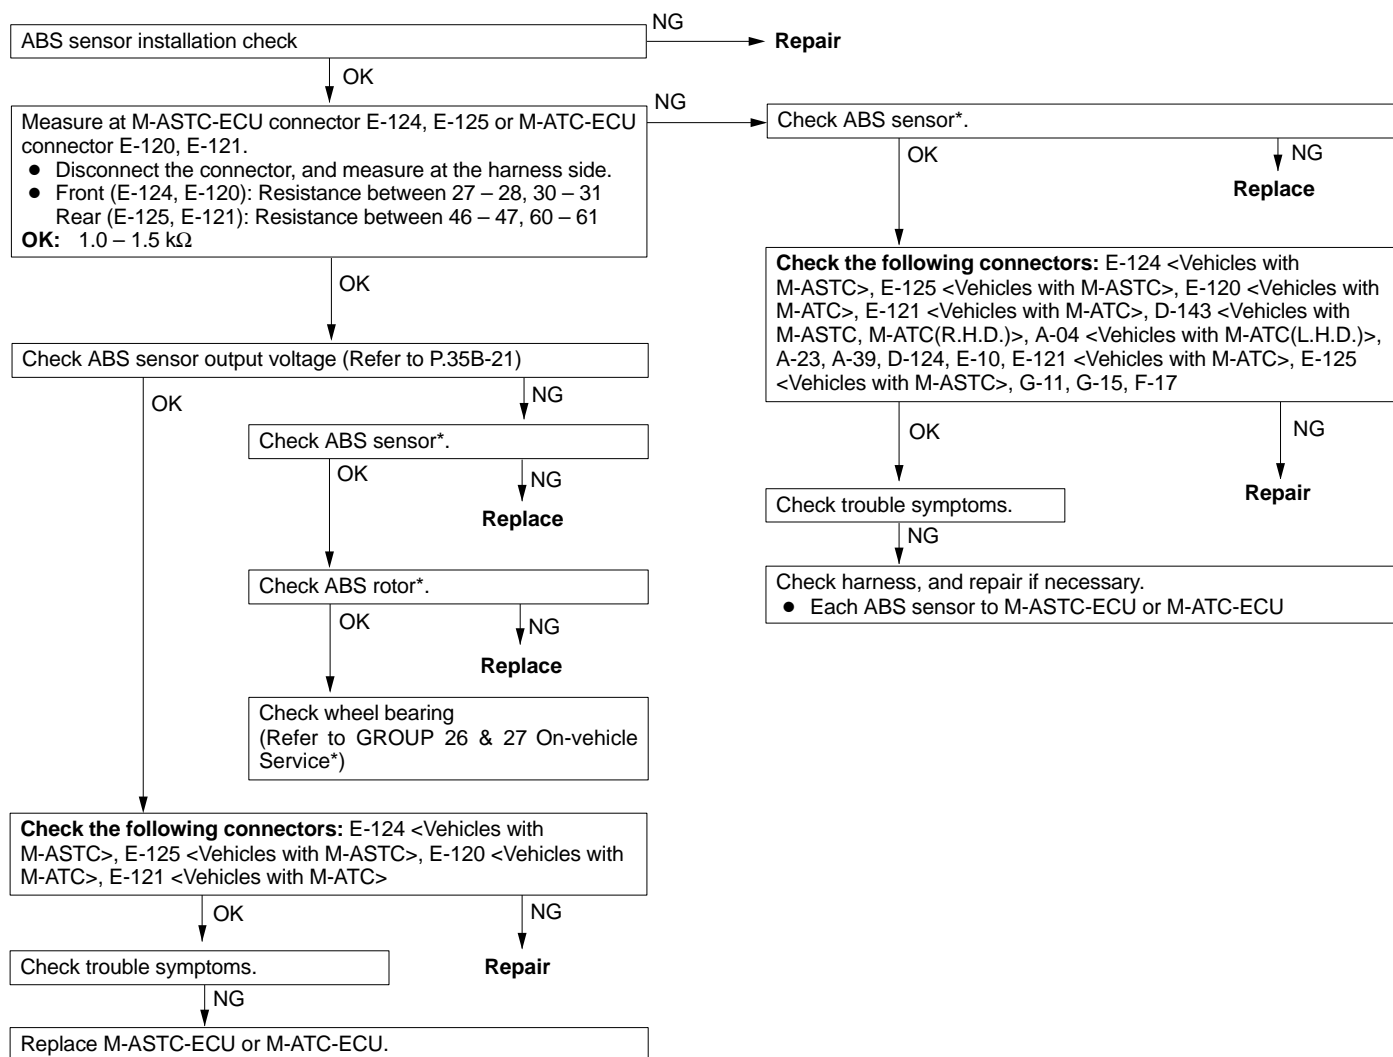 ABS sensor installation check
NG
Repair
OK
Measure at M-ASTC-ECU connector E-124, E-125 or M-ATC-ECU
connector E-120, E-121.
● Disconnect the connector, and measure at the harness side.
● Front (E-124, E-120): Resistance between 27 – 28, 30 – 31
Rear (E-125, E-121): Resistance between 46 – 47, 60 – 61
OK: 1.0 – 1.5 kΩ
NG
Check ABS sensor*.
OK
NG
Replace
Check the following connectors: E-124 <Vehicles with
M-ASTC>, E-125 <Vehicles with M-ASTC>, E-120 <Vehicles with
M-ATC>, E-121 <Vehicles with M-ATC>, D-143 <Vehicles with
M-ASTC, M-ATC(R.H.D.)>, A-04 <Vehicles with M-ATC(L.H.D.)>,
A-23, A-39, D-124, E-10, E-121 <Vehicles with M-ATC>, E-125
<Vehicles with M-ASTC>, G-11, G-15, F-17
OK
NG
Repair
Check trouble symptoms.
NG
Check harness, and repair if necessary.
● Each ABS sensor to M-ASTC-ECU or M-ATC-ECU
OK
Check ABS sensor output voltage (Refer to P.35B-21)
OK
NG
Check ABS sensor*.
OK
NG
Replace
Check ABS rotor*.
OK
NG
Replace
Check wheel bearing
(Refer to GROUP 26 & 27 On-vehicle
Service*)
Check the following connectors: E-124 <Vehicles with
M-ASTC>, E-125 <Vehicles with M-ASTC>, E-120 <Vehicles with
M-ATC>, E-121 <Vehicles with M-ATC>
OK
NG
Check trouble symptoms.
Repair
NG
Replace M-ASTC-ECU or M-ATC-ECU.